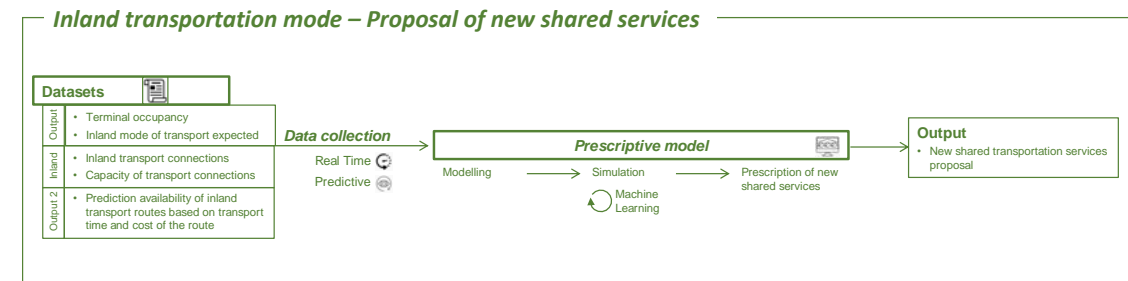 Inland transportation mode – Proposal of new shared services
Datasets
Output
• Terminal occupancy
• Inland mode of transport expected
Inland
• Inland transport connections
• Capacity of transport connections
Output 2
• Prediction availability of inland
transport routes based on transport
time and cost of the route
Data collection
Real Time
Predictive
Prescriptive model
Modelling
Simulation
Machine
Learning
Prescription of new
shared services
Output
• New shared transportation services
proposal